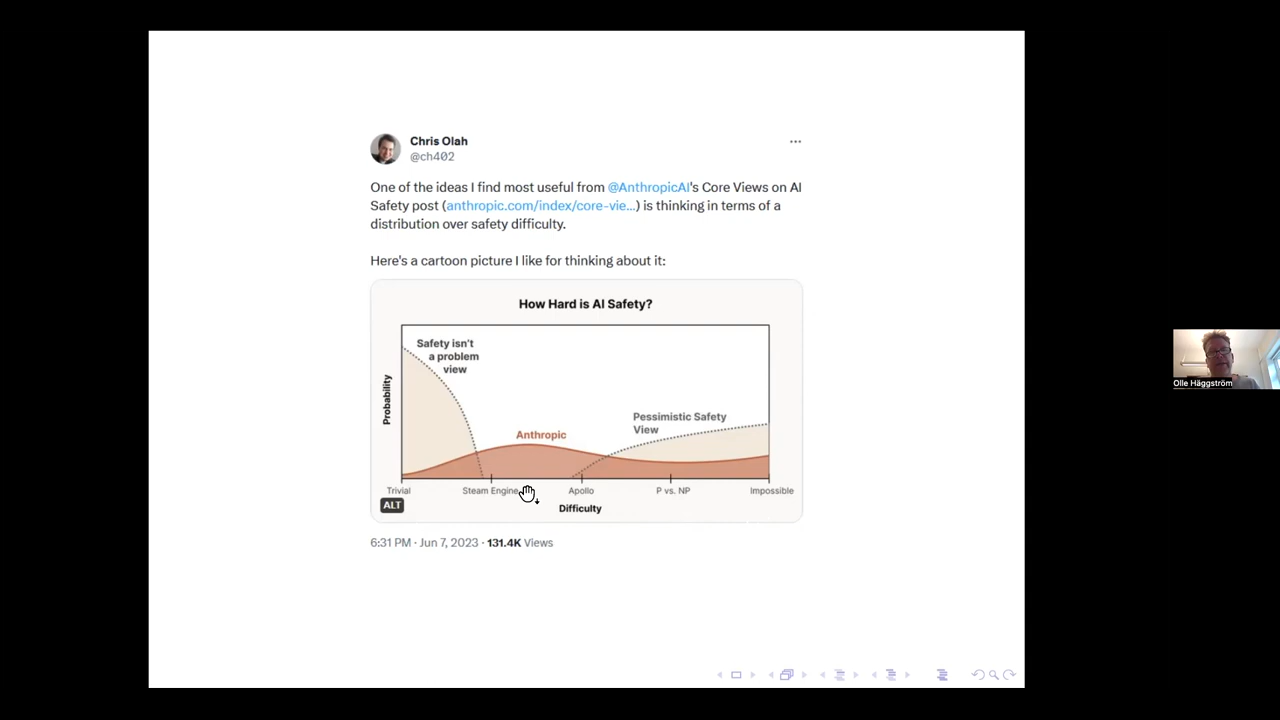 Chris Olah
@ch402
One of the ideas I find most useful from @AnthropicAI's Core Views on AI
Safety post (anthropic.com/index/core-vie...) is thinking in terms of a
distribution over safety difficulty.
Here's a cartoon picture I like for thinking about it:
How Hard is AI Safety?
Safety isn't
a problem
view
Probability
Anthropic
Pessimistic Safety
View
Trivial
Steam Engine
Apollo
P vs. NP
Impossible
ALT
Difficulty
6:31 PM · Jun 7, 2023 · 131.4K Views
Olle Häggström